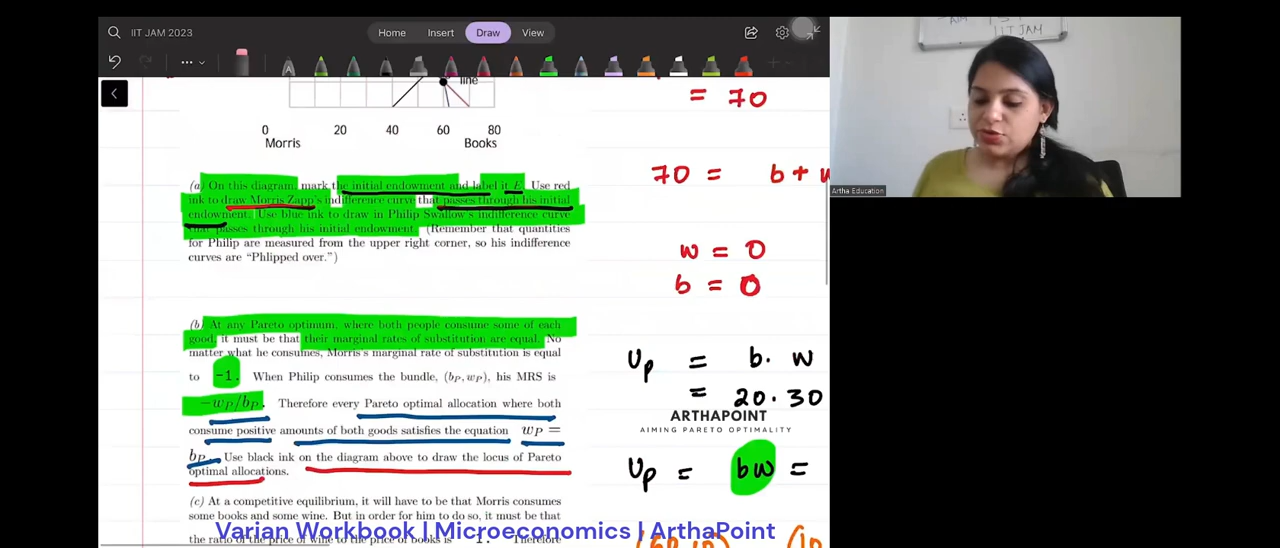 IIT JAM 2023
Home Insert Draw View
line
0 20 40 60 80
Morris Books
(a) On this diagram, mark the initial endowment and label it E. Use red
ink to draw Morris Zapp's indifference curve that passes through his initial
endowment. Use blue ink to draw in Philip Swallow's indifference curve
that passes through his initial endowment. (Remember that quantities
for Philip are measured from the upper right corner, so his indifference
curves are "Phlipped over.")
(b) At any Pareto optimum, where both people consume some of each
good, it must be that their marginal rates of substitution are equal. No
matter what he consumes, Morris's marginal rate of substitution is equal
to -1. When Philip consumes the bundle, (bP, wP), his MRS is
-wP/bP. Therefore every Pareto optimal allocation where both
consume positive amounts of both goods satisfies the equation wP =
bP. Use black ink on the diagram above to draw the locus of Pareto
optimal allocations.
(c) At a competitive equilibrium, it will have to be that Morris consumes
some books and some wine. But in order for him to do so, it must be that
the ratio of the price of wine to the price of books is 1. Therefore
= 70
70 = b + w
w = 0
b = 0
Up = b. w
= 20.30
ARTHAPOINT
AIMING PARETO OPTIMALITY
Up = bw =
IIT JAM
Artha Education
Varian Workbook | Microeconomics | ArthaPoint